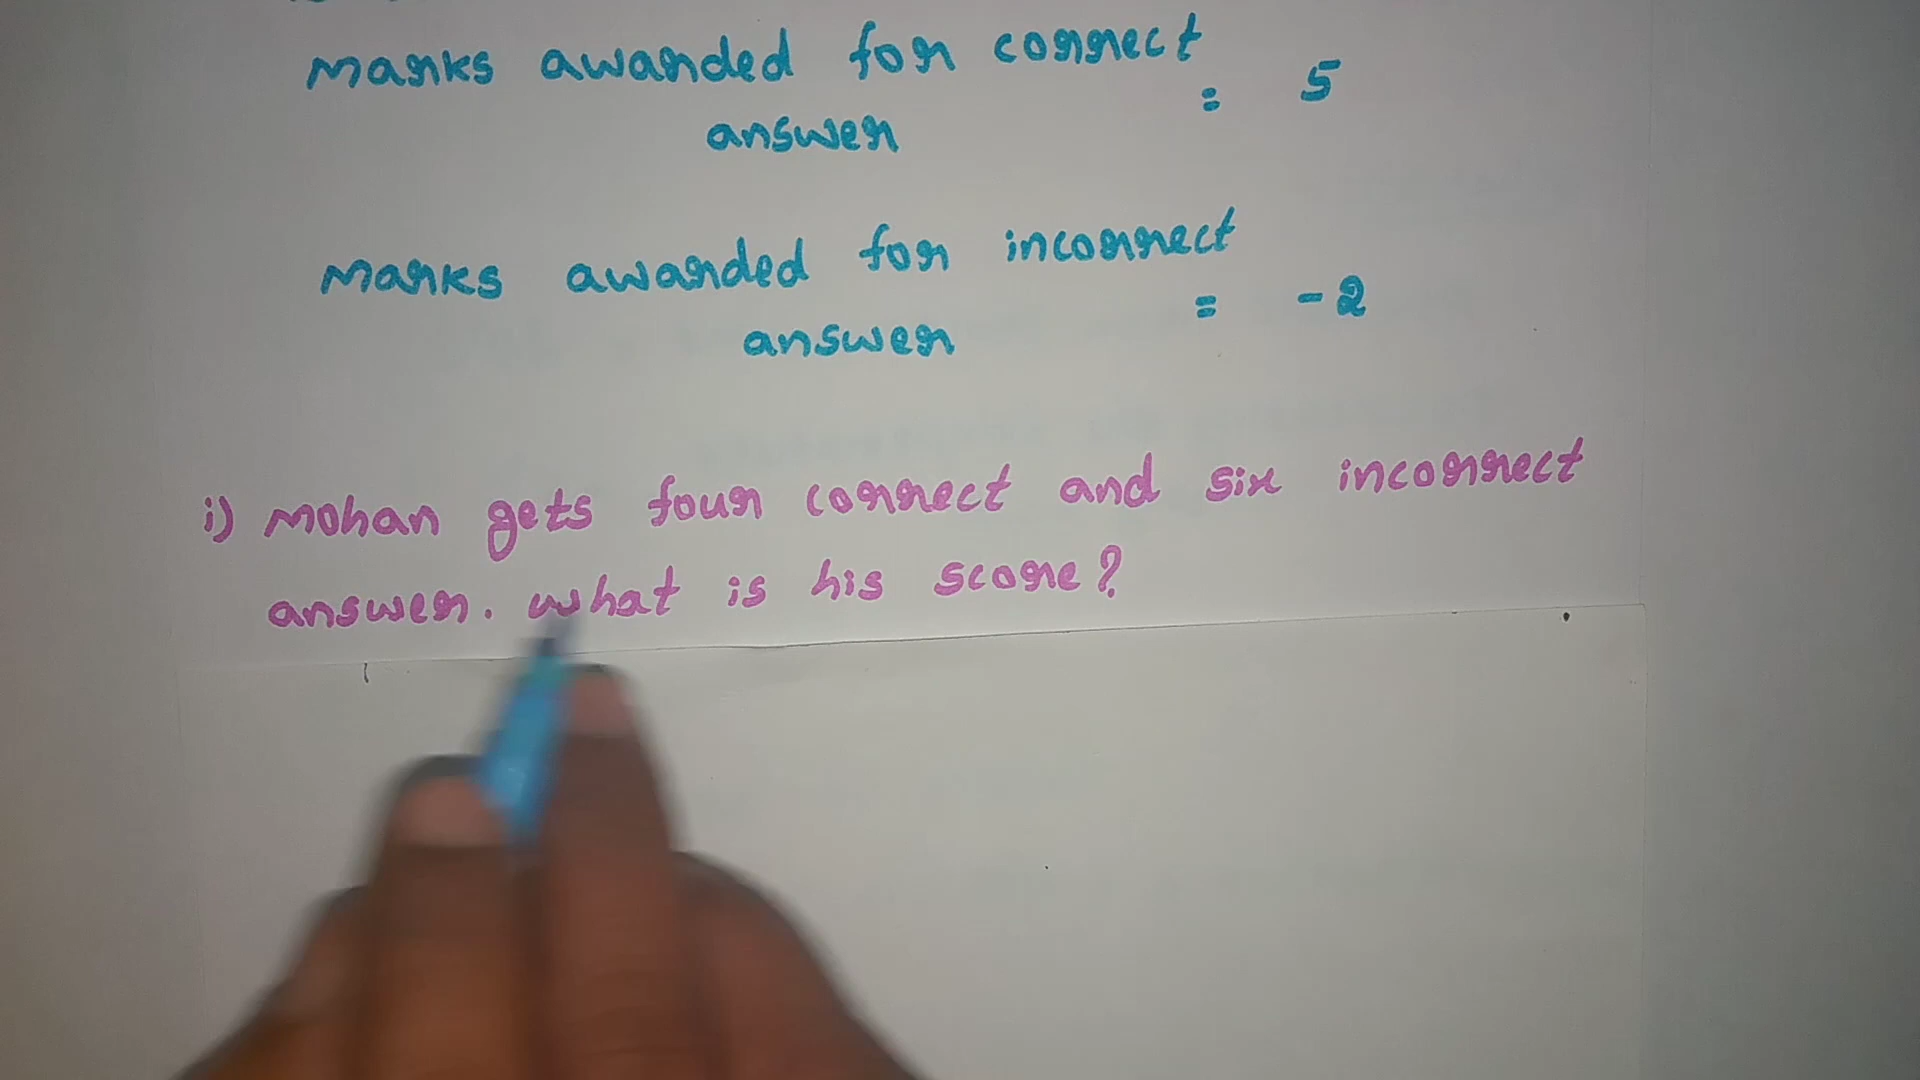 Marks awarded for correct
= 5
answer
Marks awarded for incorrect
= -2
answer
i) Mohan gets four correct and six incorrect
answer. What is his score?